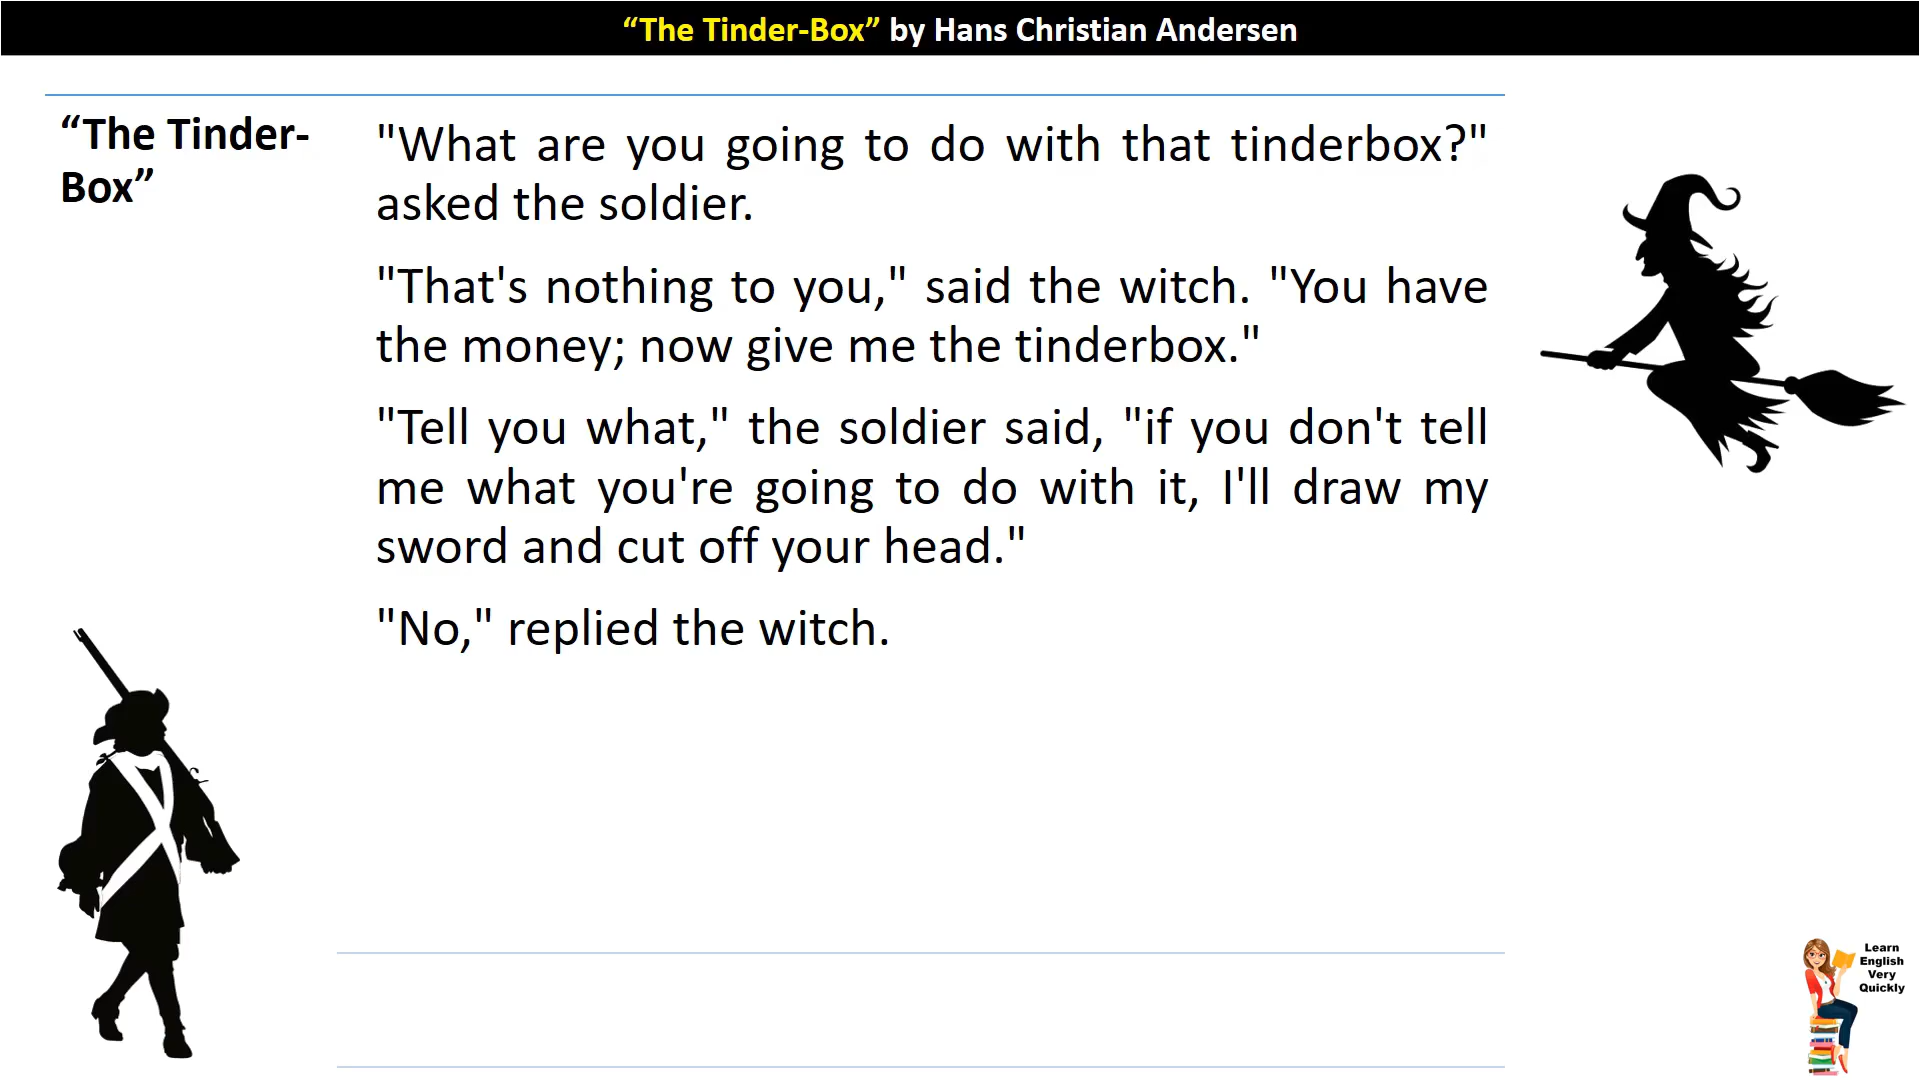 “The Tinder-Box” by Hans Christian Andersen
“The Tinder-
Box”
"What are you going to do with that tinderbox?"
asked the soldier.
"That's nothing to you," said the witch. "You have
the money; now give me the tinderbox."
"Tell you what," the soldier said, "if you don't tell
me what you're going to do with it, I'll draw my
sword and cut off your head."
"No," replied the witch.
Learn
English
Very
Quickly